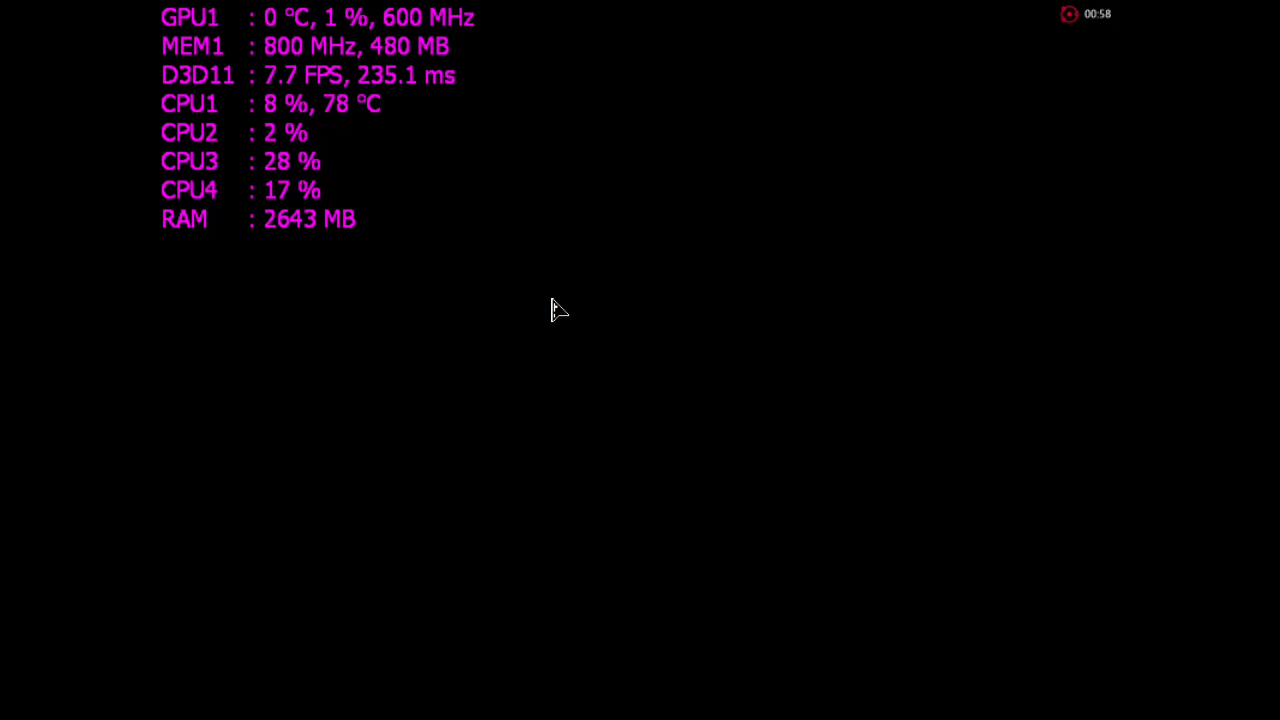 GPU1 : 0 °C, 1 %, 600 MHz
00:58
MEM1 : 800 MHz, 480 MB
D3D11 : 7.7 FPS, 235.1 ms
CPU1 : 8 %, 78 °C
CPU2 : 2 %
CPU3 : 28 %
CPU4 : 17 %
RAM : 2643 MB